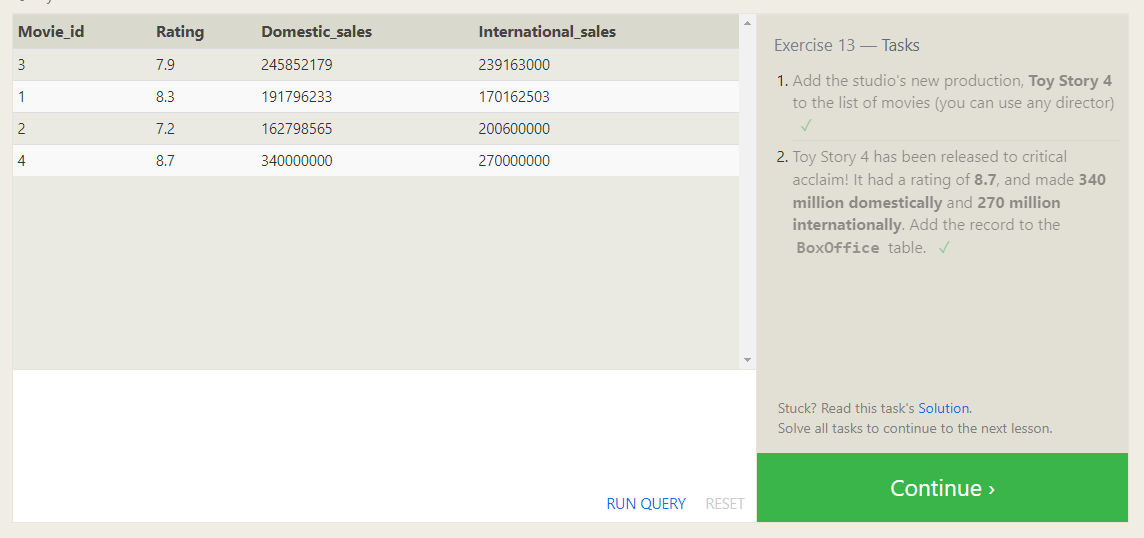 Movie_id Rating Domestic_sales International_sales
3 7.9 245852179 239163000
1 8.3 191796233 170162503
2 7.2 162798565 200600000
4 8.7 340000000 270000000
RUN QUERY RESET
Exercise 13 — Tasks
1. Add the studio's new production, Toy Story 4
to the list of movies (you can use any director)
✓
2. Toy Story 4 has been released to critical
acclaim! It had a rating of 8.7, and made 340
million domestically and 270 million
internationally. Add the record to the
BoxOffice table. ✓
Stuck? Read this task's Solution.
Solve all tasks to continue to the next lesson.
Continue ›